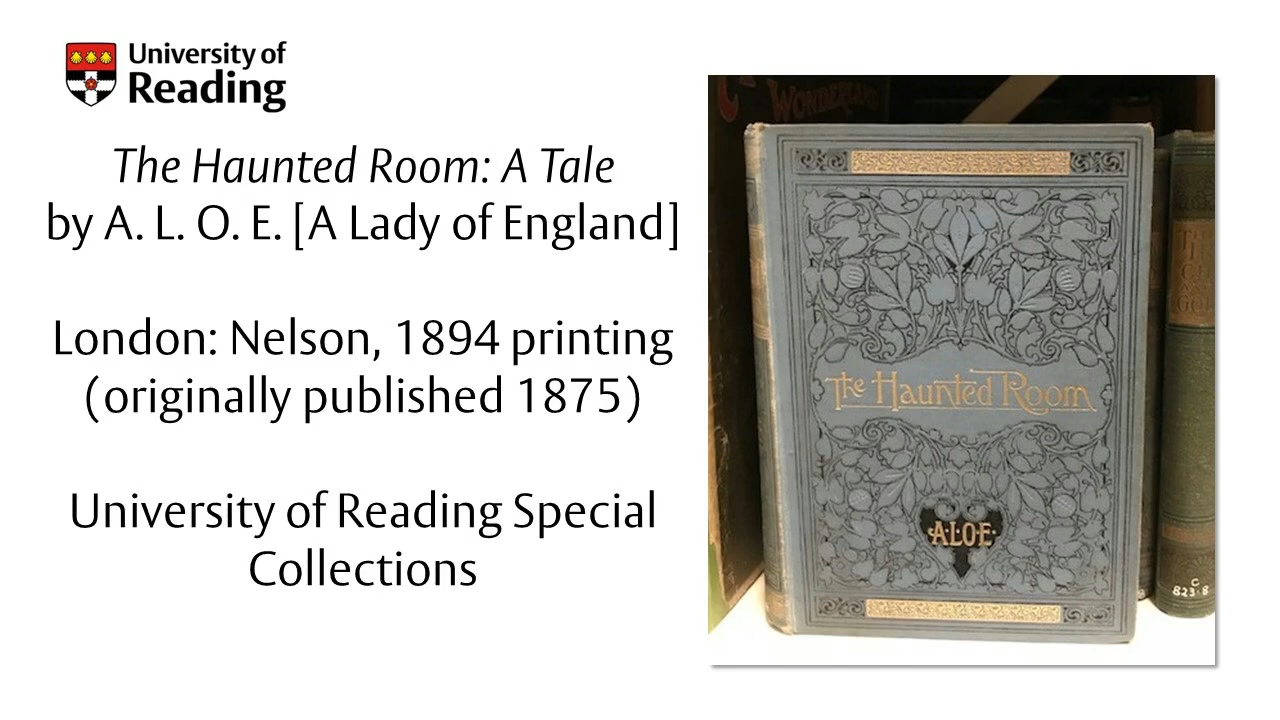 University of
Reading
The Haunted Room: A Tale
by A. L. O. E. [A Lady of England]
London: Nelson, 1894 printing
(originally published 1875)
University of Reading Special
Collections
WONDERLAND
The Haunted Room
·A·L·O·E·
C
823·8